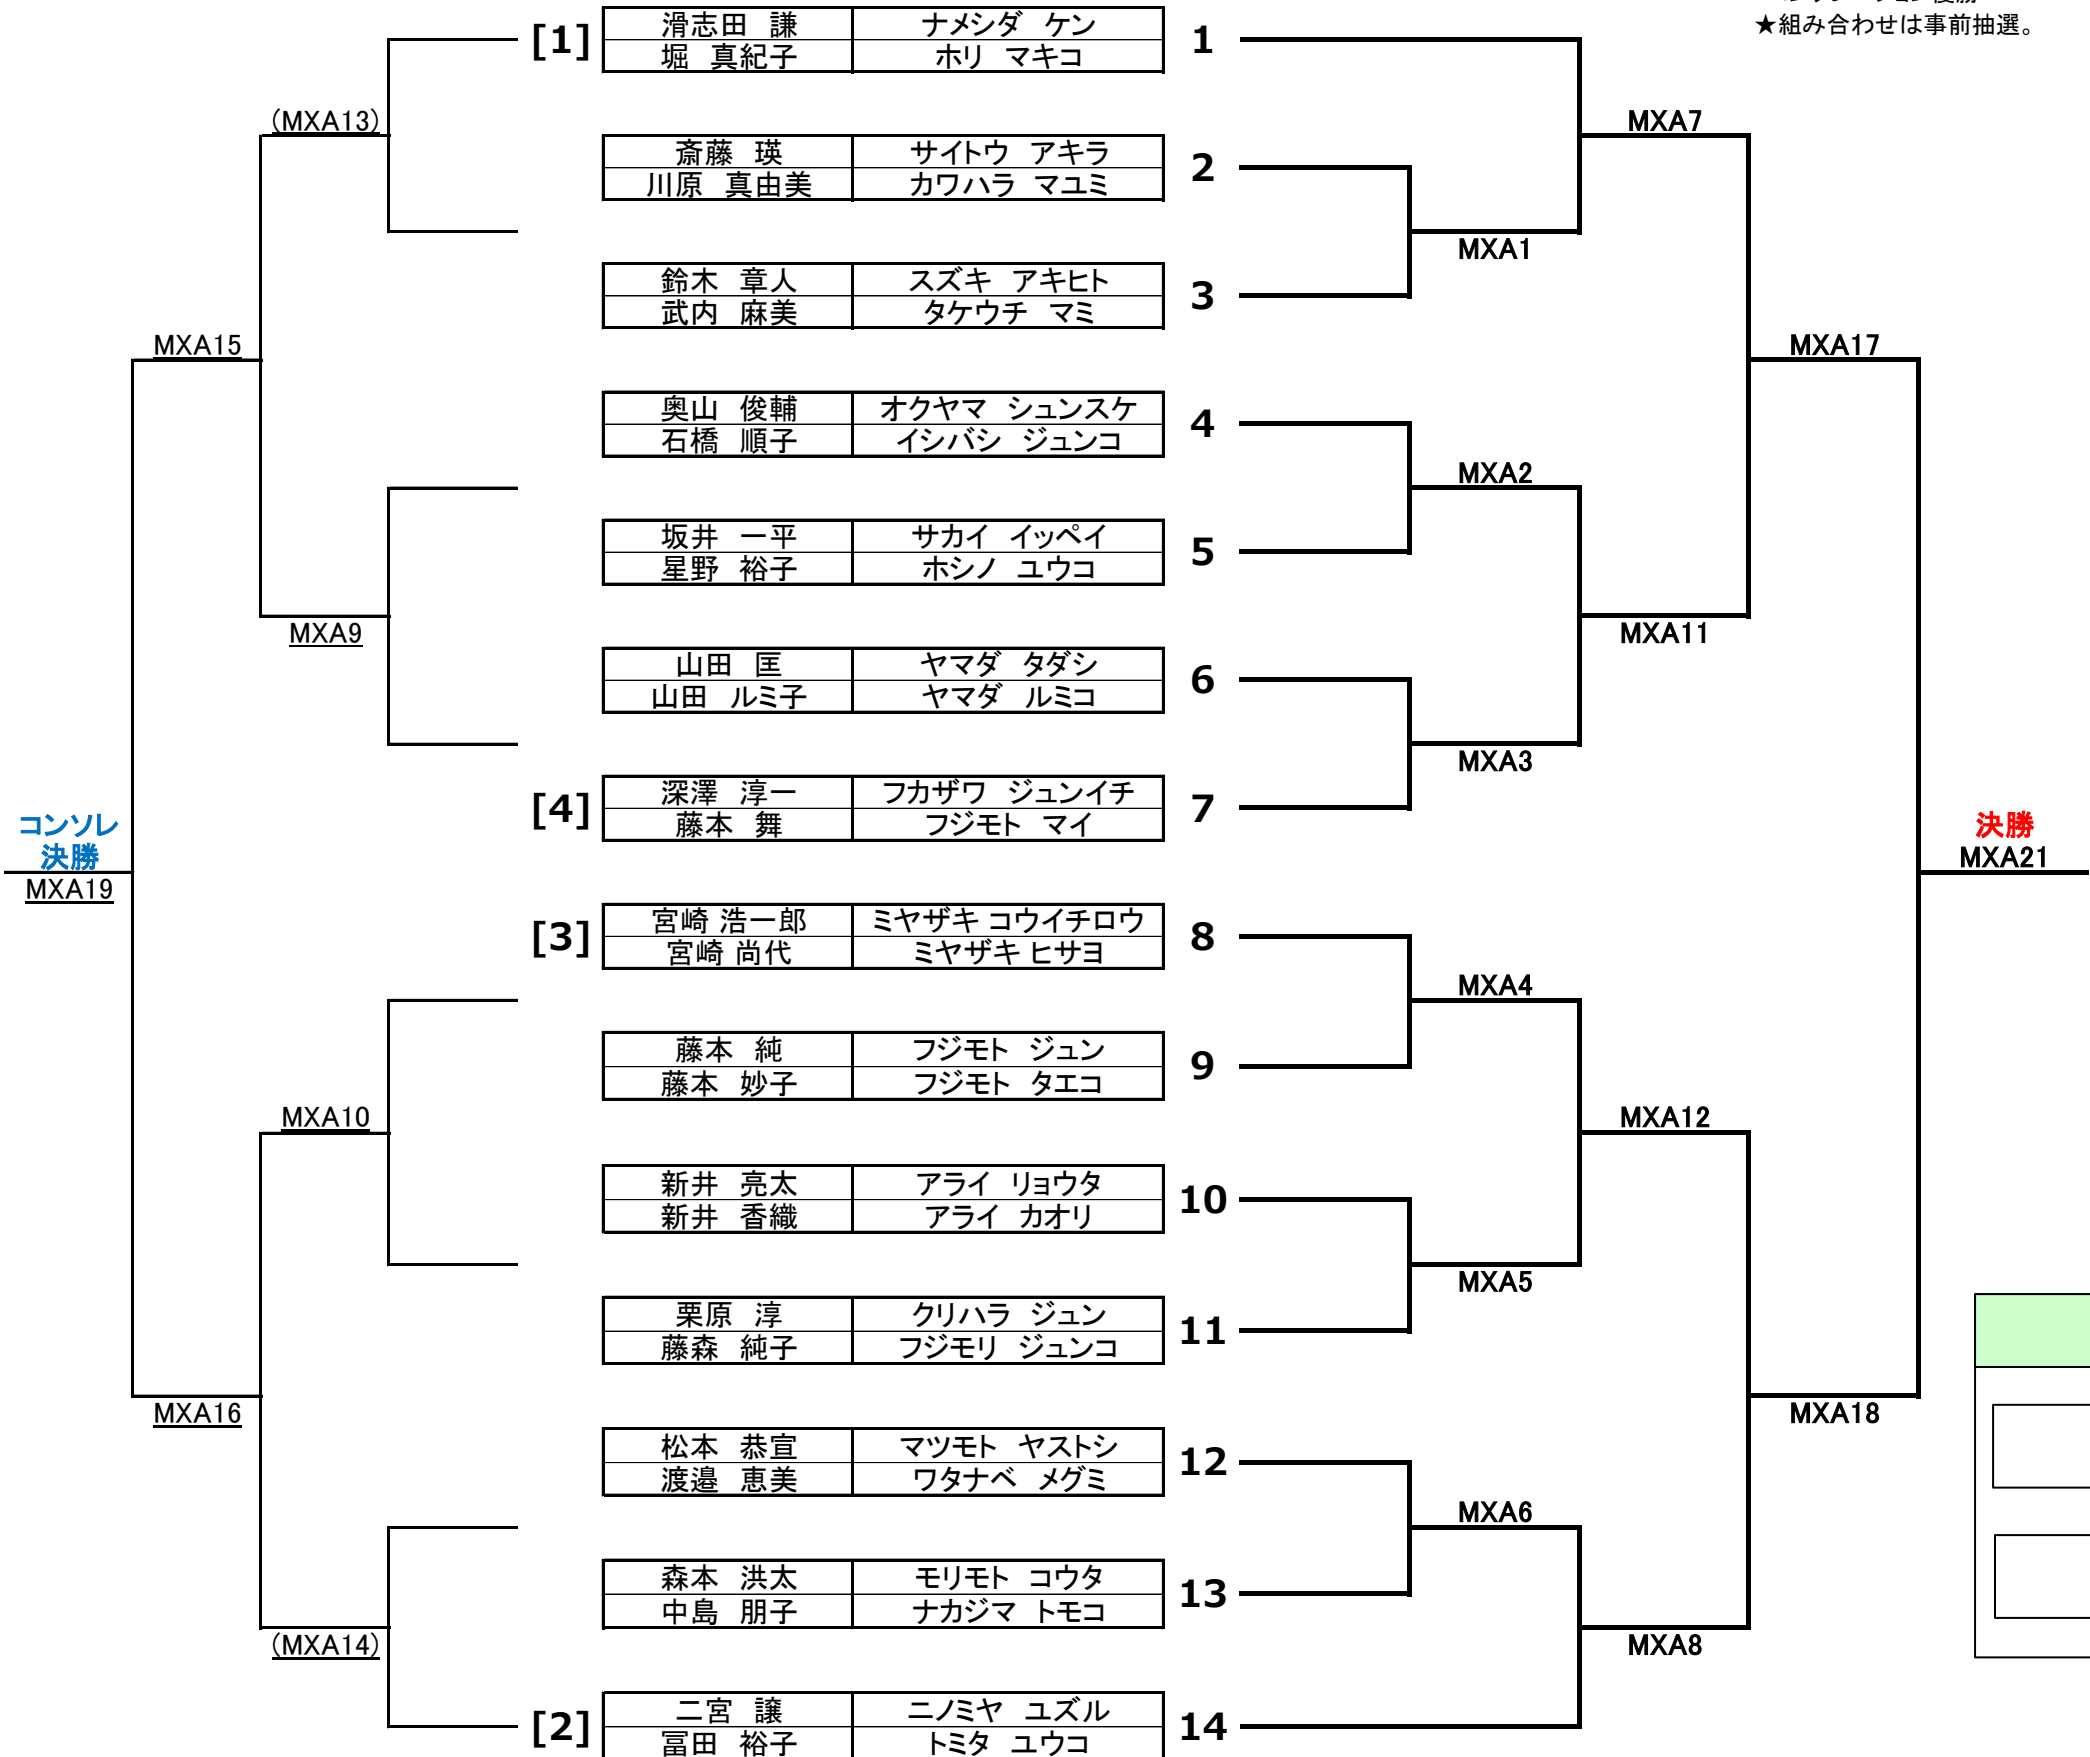 ★組み合わせは事前抽選。
[1] 滑志田 謙 ナメシダ ケン 1
堀 真紀子 ホリ マキコ
(MXA13) MXA7
斎藤 瑛 サイトウ アキラ 2
川原 真由美 カワハラ マユミ
MXA1
鈴木 章人 スズキ アキヒト 3
武内 麻美 タケウチ マミ
MXA15 MXA17
奥山 俊輔 オクヤマ シュンスケ 4
石橋 順子 イシバシ ジュンコ
MXA2
坂井 一平 サカイ イッペイ 5
星野 裕子 ホシノ ユウコ
MXA9 MXA11
山田 匡 ヤマダ タダシ 6
山田 ルミ子 ヤマダ ルミコ
MXA3
[4] 深澤 淳一 フカザワ ジュンイチ 7
藤本 舞 フジモト マイ
コンソレ 決勝
決勝 MXA21
MXA19
[3] 宮崎 浩一郎 ミヤザキ コウイチロウ 8
宮崎 尚代 ミヤザキ ヒサヨ
MXA4
藤本 純 フジモト ジュン 9
藤本 妙子 フジモト タエコ
MXA10 MXA12
新井 亮太 アライ リョウタ 10
新井 香織 アライ カオリ
MXA5
栗原 淳 クリハラ ジュン 11
藤森 純子 フジモリ ジュンコ
MXA16 MXA18
松本 恭宣 マツモト ヤストシ 12
渡邉 恵美 ワタナベ メグミ
MXA6
森本 洪太 モリモト コウタ 13
中島 朋子 ナカジマ トモコ
(MXA14) MXA8
[2] 二宮 譲 ニノミヤ ユズル 14
冨田 裕子 トミタ ユウコ